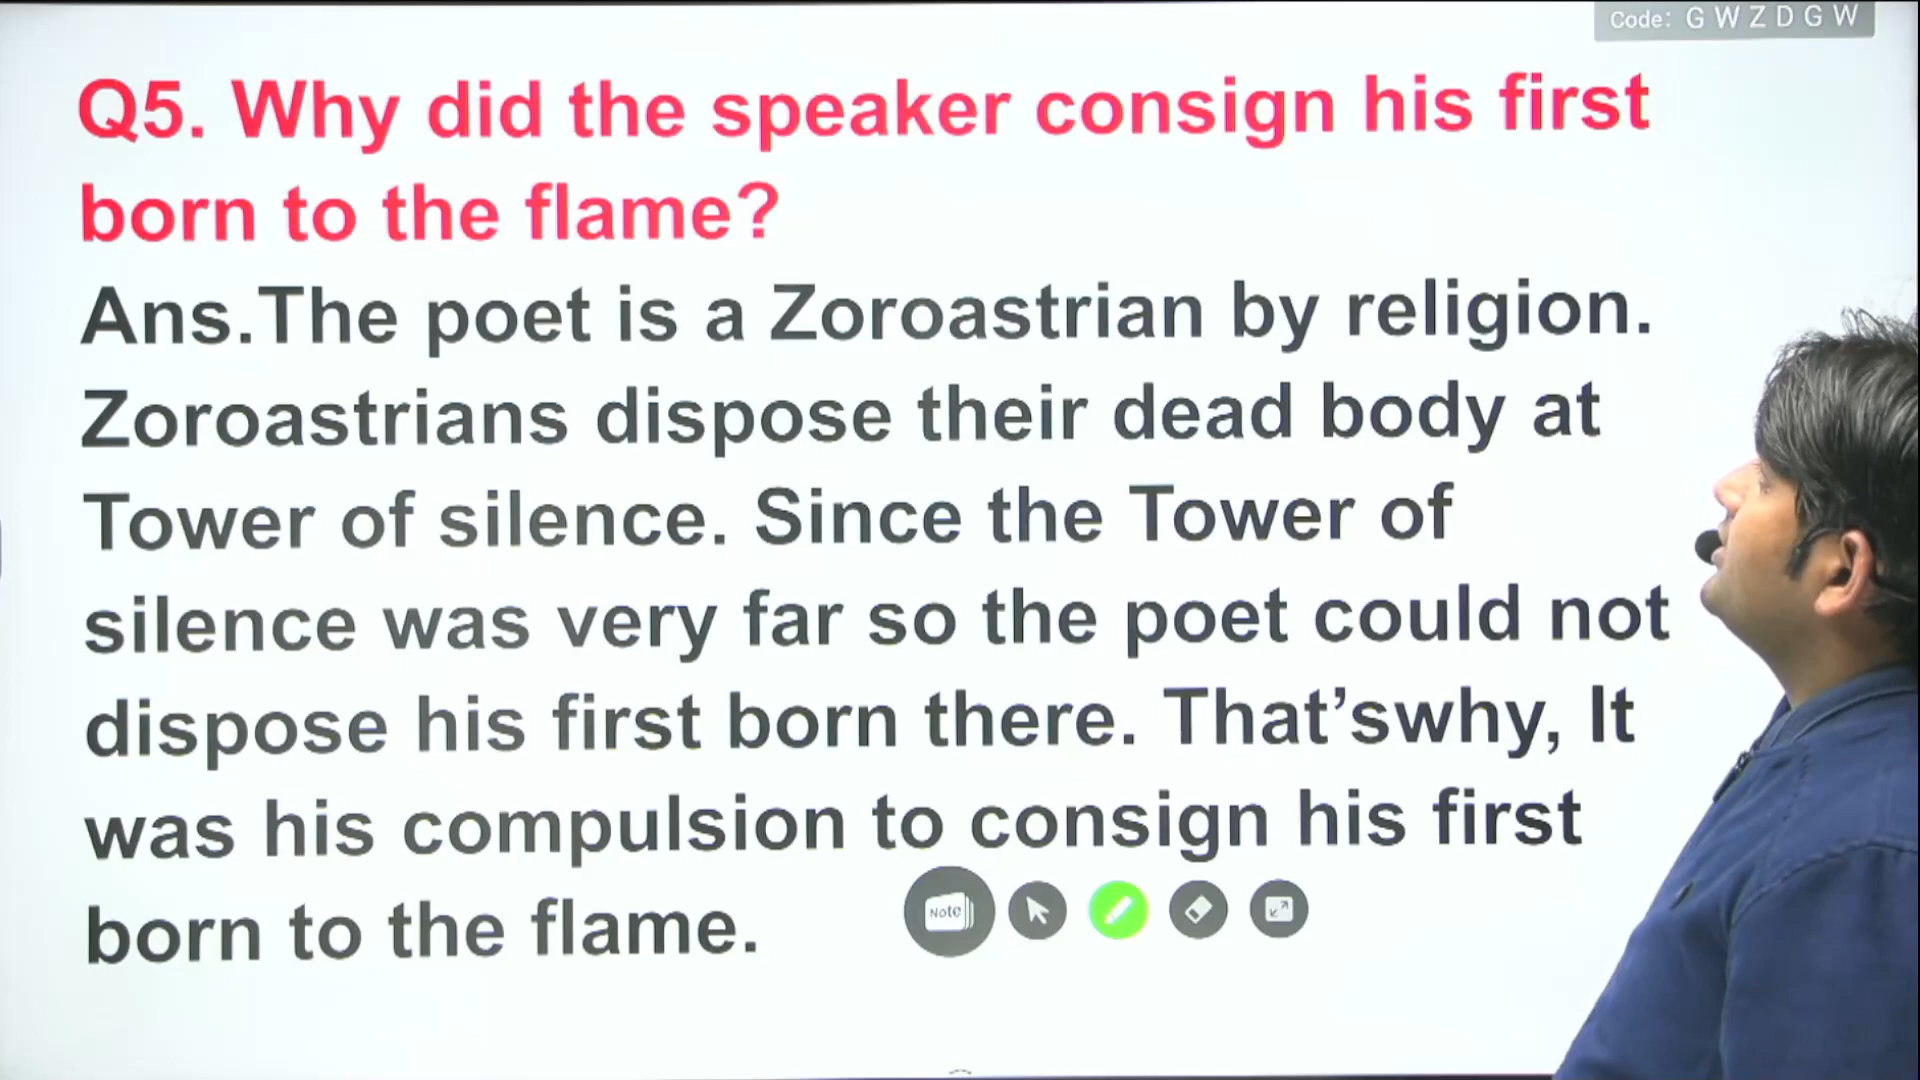 Code: G W Z D G W
Q5. Why did the speaker consign his first
born to the flame?
Ans.The poet is a Zoroastrian by religion.
Zoroastrians dispose their dead body at
Tower of silence. Since the Tower of
silence was very far so the poet could not
dispose his first born there. That’swhy, It
was his compulsion to consign his first
born to the flame.
Note